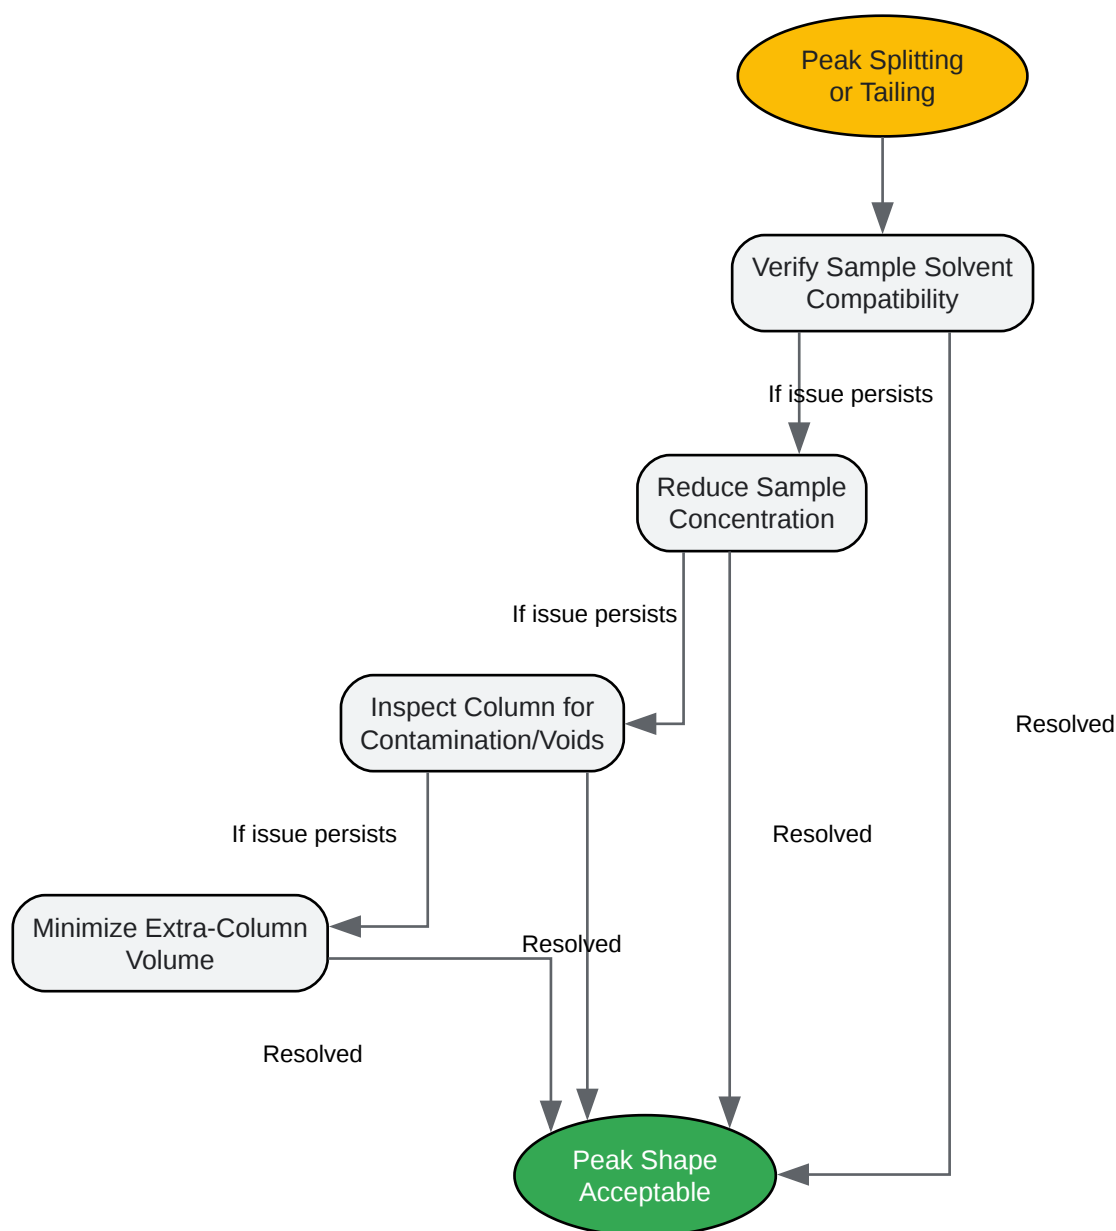 Peak Splitting
or Tailing
Verify Sample Solvent
Compatibility
If issue persists
Reduce Sample
Concentration
If issue persists
Inspect Column for
Contamination/Voids
Resolved
If issue persists
Resolved
Minimize Extra-Column
Volume
Resolved
Resolved
Peak Shape
Acceptable